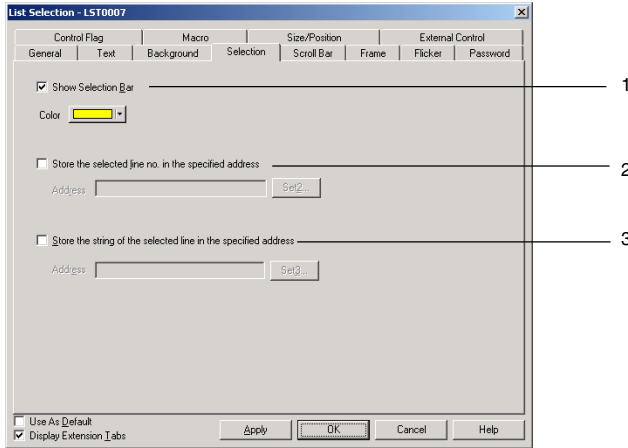 List Selection - LST0007
Control Flag Macro Size/Position External Control
General Text Background Selection Scroll Bar Frame Flicker Password
Show Selection Bar 1
Color
Store the selected line no. in the specified address 2
Address Set2...
Store the string of the selected line in the specified address 3
Address Set3...
Use As Default
Display Extension Tabs
Apply OK Cancel Help